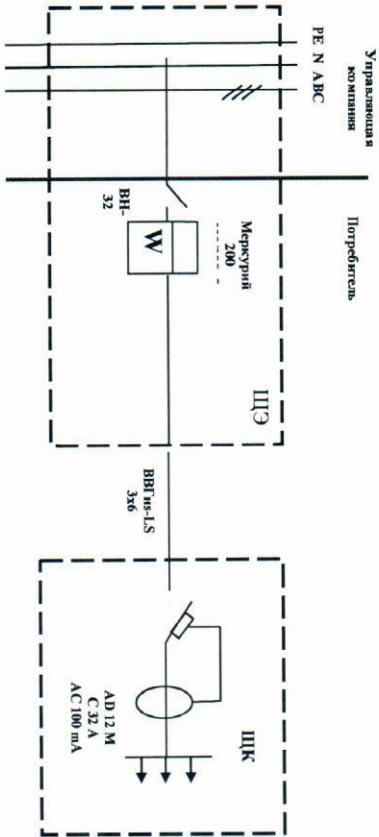 Управляющая
компания
Потребитель
PE N ABC
Меркурий
200
W
ВН-
32
ЩЭ
ВВГнг-LS
3х6
ЩК
AD 12 M
C 32 A
AC 100 mA